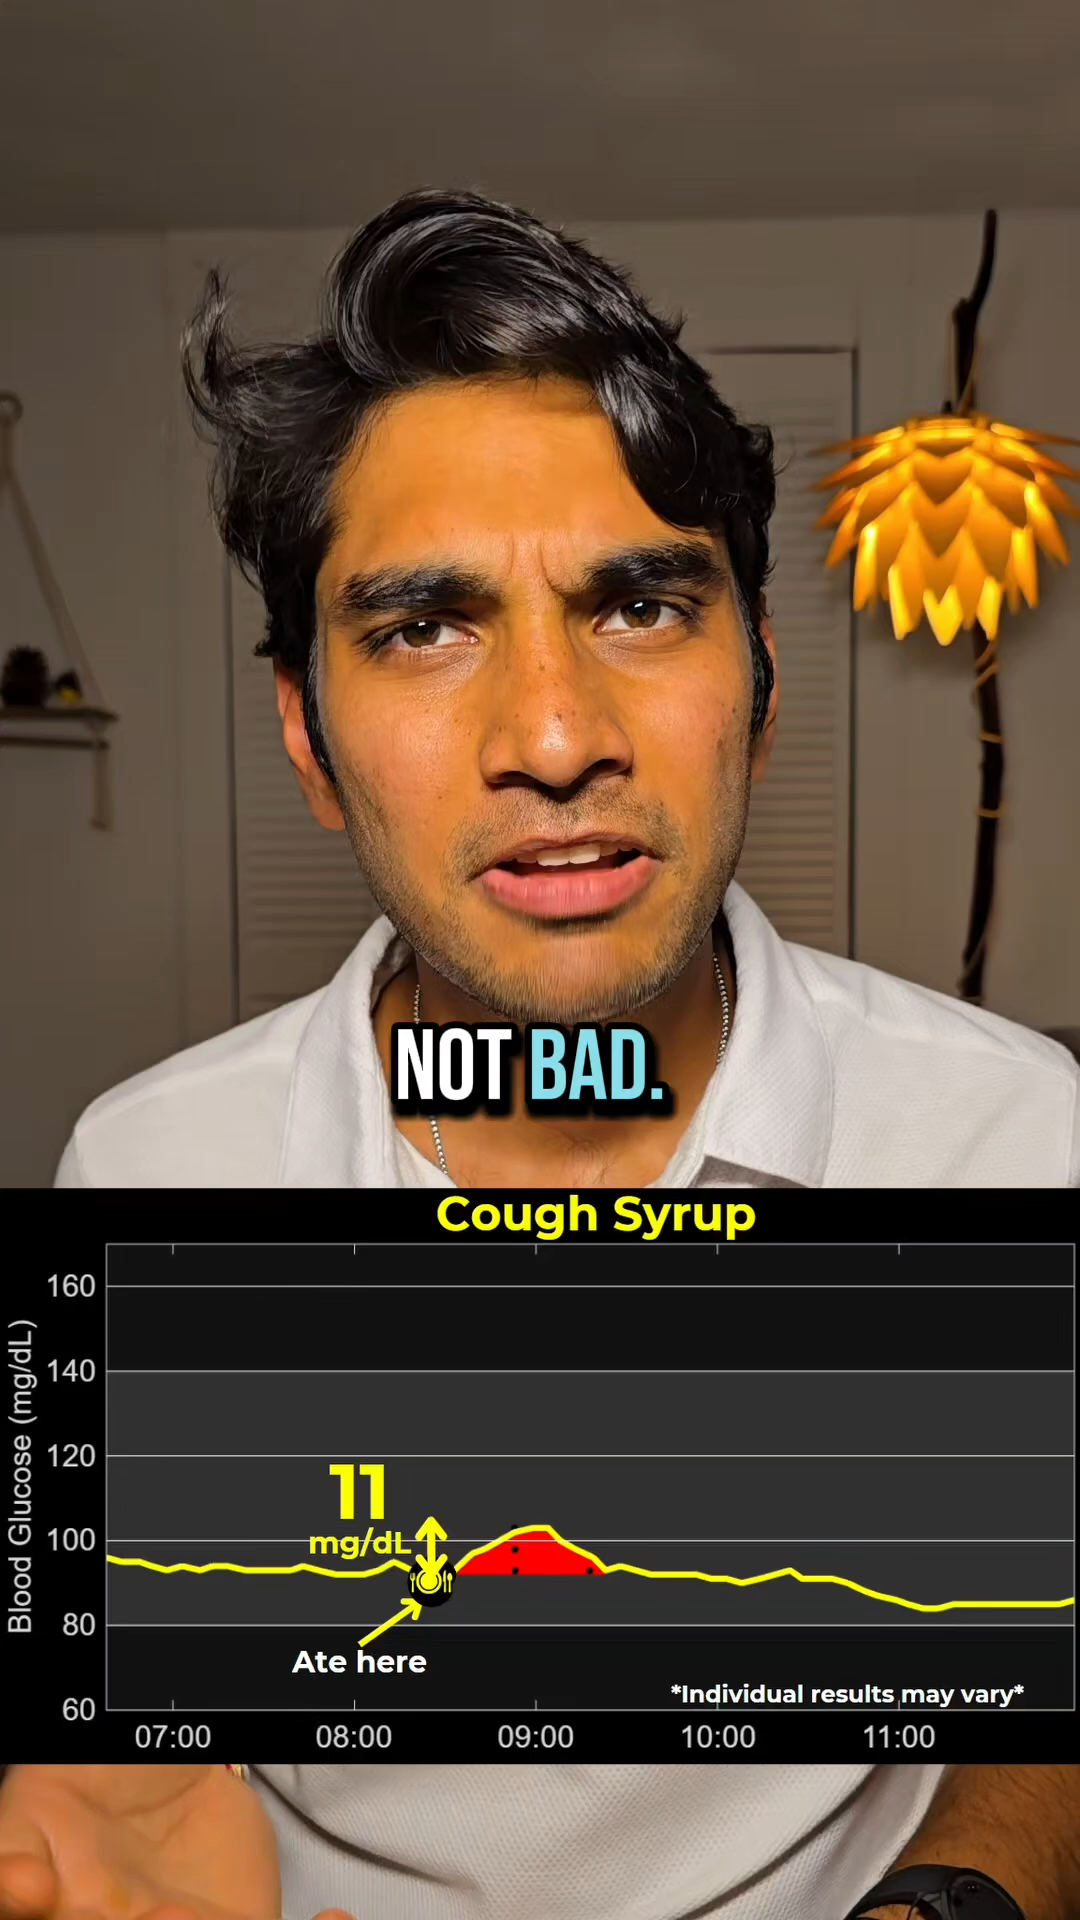 NOT BAD.
Cough Syrup
Blood Glucose (mg/dL)
160
140
120
100
80
60
11
mg/dL
Ate here
*Individual results may vary*
07:00
08:00
09:00
10:00
11:00